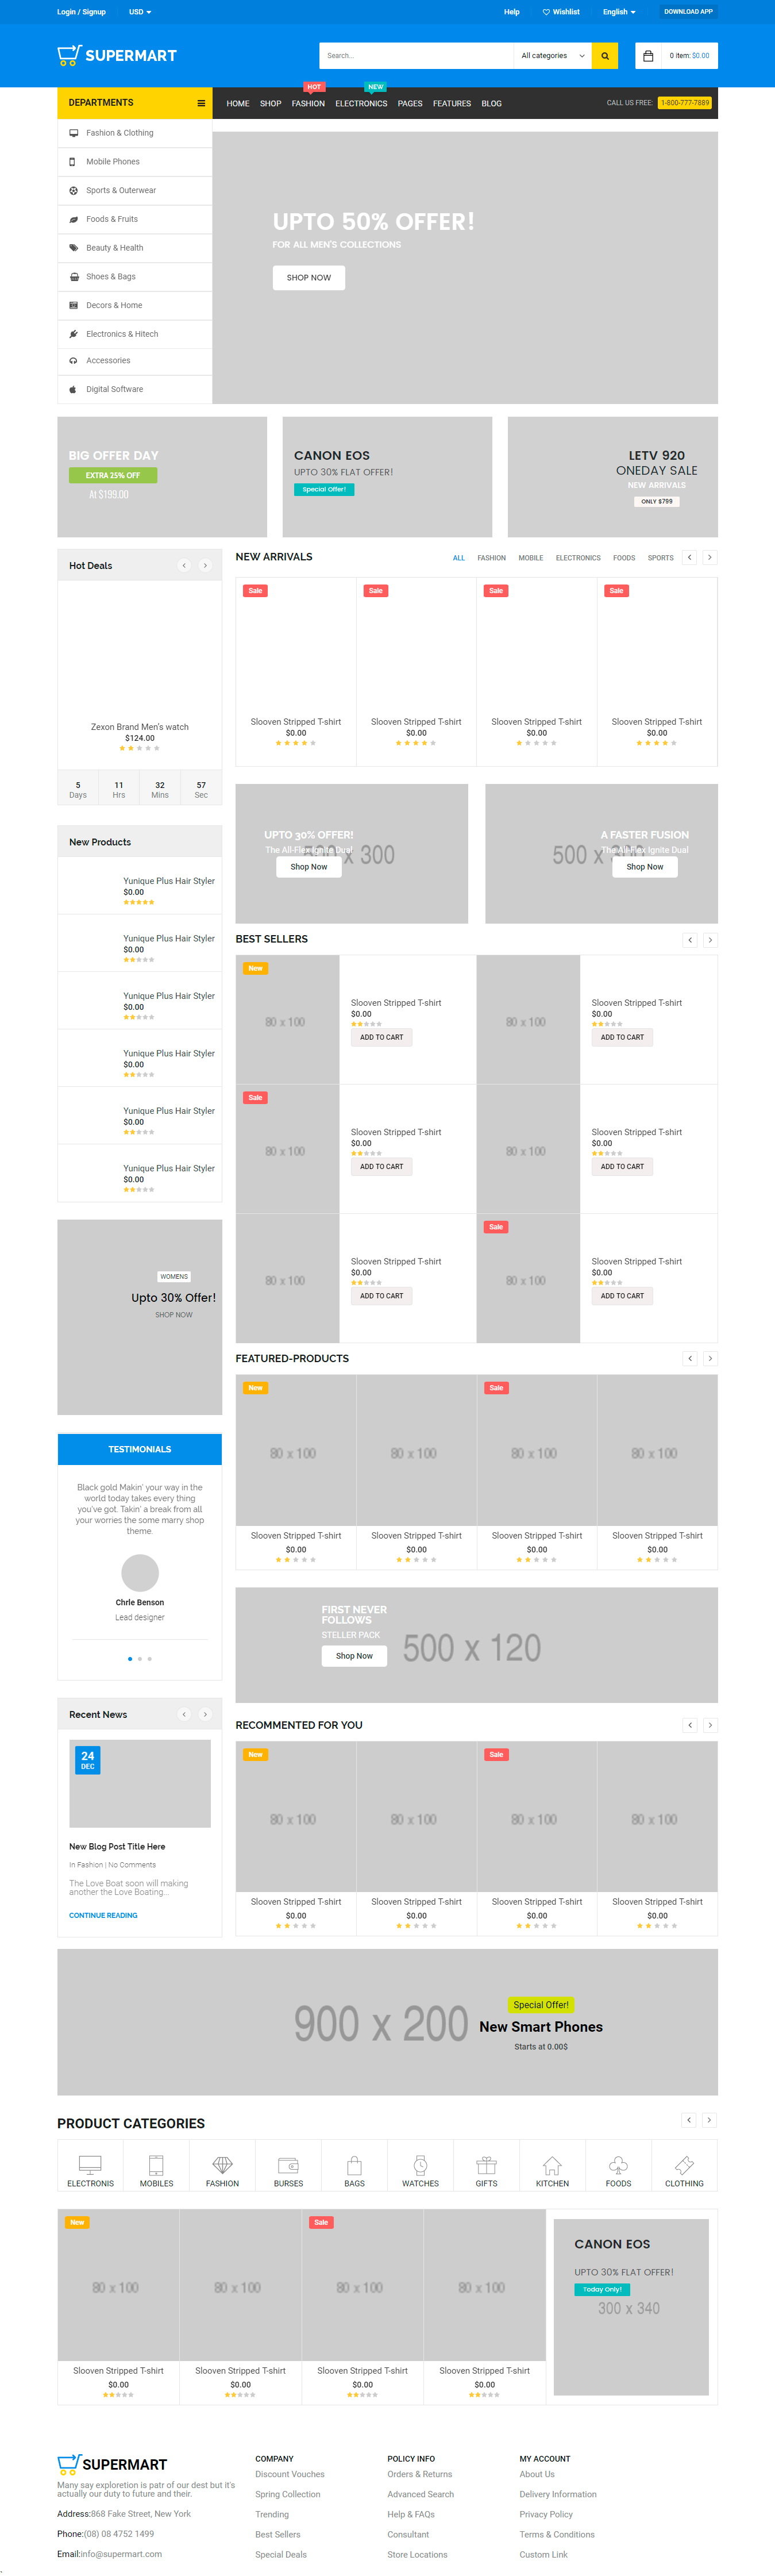 Login / Signup
USD
Help
Wishlist
English
DOWNLOAD APP
SUPERMART
Search...
All categories
0 item: $0.00
DEPARTMENTS
HOT
NEW
HOME SHOP FASHION ELECTRONICS PAGES FEATURES BLOG
CALL US FREE: 1-800-777-7889
Fashion & Clothing
Mobile Phones
Sports & Outerwear
Foods & Fruits
Beauty & Health
Shoes & Bags
Decors & Home
Electronics & Hitech
Accessories
Digital Software
UPTO 50% OFFER!
FOR ALL MEN'S COLLECTIONS
SHOP NOW
BIG OFFER DAY
EXTRA 25% OFF
At $199.00
CANON EOS
UPTO 30% FLAT OFFER!
Special Offer!
LETV 920
ONEDAY SALE
NEW ARRIVALS
ONLY $799
Hot Deals
Zexon Brand Men's watch
$124.00
5 11 32 57
Days Hrs Mins Sec
New Products
Yunique Plus Hair Styler
$0.00
Yunique Plus Hair Styler
$0.00
Yunique Plus Hair Styler
$0.00
Yunique Plus Hair Styler
$0.00
Yunique Plus Hair Styler
$0.00
Yunique Plus Hair Styler
$0.00
WOMENS
Upto 30% Offer!
SHOP NOW
TESTIMONIALS
Black gold Makin' your way in the
world today takes every thing
you've got. Takin' a break from all
your worries the some marry shop
theme.
Chrle Benson
Lead designer
Recent News
24
DEC
New Blog Post Title Here
In Fashion | No Comments
The Love Boat soon will making
another the Love Boating...
CONTINUE READING
NEW ARRIVALS
ALL FASHION MOBILE ELECTRONICS FOODS SPORTS
Sale Sale Sale Sale
Slooven Stripped T-shirt Slooven Stripped T-shirt Slooven Stripped T-shirt Slooven Stripped T-shirt
$0.00 $0.00 $0.00 $0.00
UPTO 30% OFFER!
The All-Flex Ignite Dual
500 x 300
Shop Now
A FASTER FUSION
The All-Flex Ignite Dual
500 x 300
Shop Now
BEST SELLERS
New
80 x 100
Slooven Stripped T-shirt
$0.00
ADD TO CART
80 x 100
Slooven Stripped T-shirt
$0.00
ADD TO CART
Sale
80 x 100
Slooven Stripped T-shirt
$0.00
ADD TO CART
80 x 100
Slooven Stripped T-shirt
$0.00
ADD TO CART
80 x 100
Slooven Stripped T-shirt
$0.00
ADD TO CART
Sale
80 x 100
Slooven Stripped T-shirt
$0.00
ADD TO CART
FEATURED-PRODUCTS
New Sale
80 x 100 80 x 100 80 x 100 80 x 100
Slooven Stripped T-shirt Slooven Stripped T-shirt Slooven Stripped T-shirt Slooven Stripped T-shirt
$0.00 $0.00 $0.00 $0.00
FIRST NEVER
FOLLOWS
STELLER PACK
Shop Now
500 x 120
RECOMMENTED FOR YOU
New Sale
80 x 100 80 x 100 80 x 100 80 x 100
Slooven Stripped T-shirt Slooven Stripped T-shirt Slooven Stripped T-shirt Slooven Stripped T-shirt
$0.00 $0.00 $0.00 $0.00
900 x 200
Special Offer!
New Smart Phones
Starts at 0.00$
PRODUCT CATEGORIES
ELECTRONIS MOBILES FASHION BURSES BAGS WATCHES GIFTS KITCHEN FOODS CLOTHING
New Sale
80 x 100 80 x 100 80 x 100 80 x 100
Slooven Stripped T-shirt Slooven Stripped T-shirt Slooven Stripped T-shirt Slooven Stripped T-shirt
$0.00 $0.00 $0.00 $0.00
CANON EOS
UPTO 30% FLAT OFFER!
Today Only!
300 x 340
SUPERMART
Many say exploretion is patr of our dest but it's
actually our duty to future and their.
Address:868 Fake Street, New York
Phone:(08) 08 4752 1499
Email:info@supermart.com
COMPANY
Discount Vouches
Spring Collection
Trending
Best Sellers
Special Deals
POLICY INFO
Orders & Returns
Advanced Search
Help & FAQs
Consultant
Store Locations
MY ACCOUNT
About Us
Delivery Information
Privacy Policy
Terms & Conditions
Custom Link